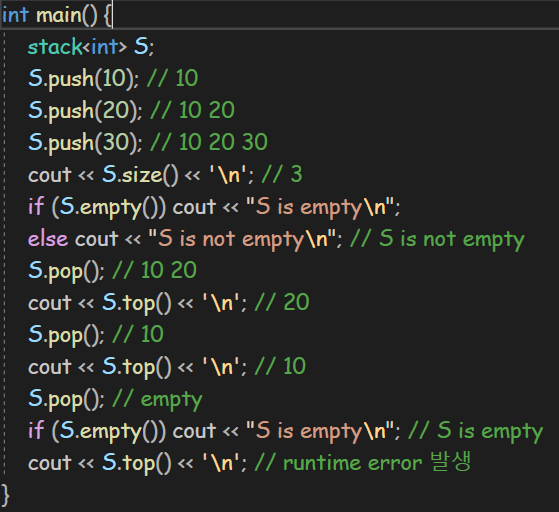 int main() {
stack<int> S;
S.push(10); // 10
S.push(20); // 10 20
S.push(30); // 10 20 30
cout << S.size() << '\n'; // 3
if (S.empty()) cout << "S is empty\n";
else cout << "S is not empty\n"; // S is not empty
S.pop(); // 10 20
cout << S.top() << '\n'; // 20
S.pop(); // 10
cout << S.top() << '\n'; // 10
S.pop(); // empty
if (S.empty()) cout << "S is empty\n"; // S is empty
cout << S.top() << '\n'; // runtime error 발생
}